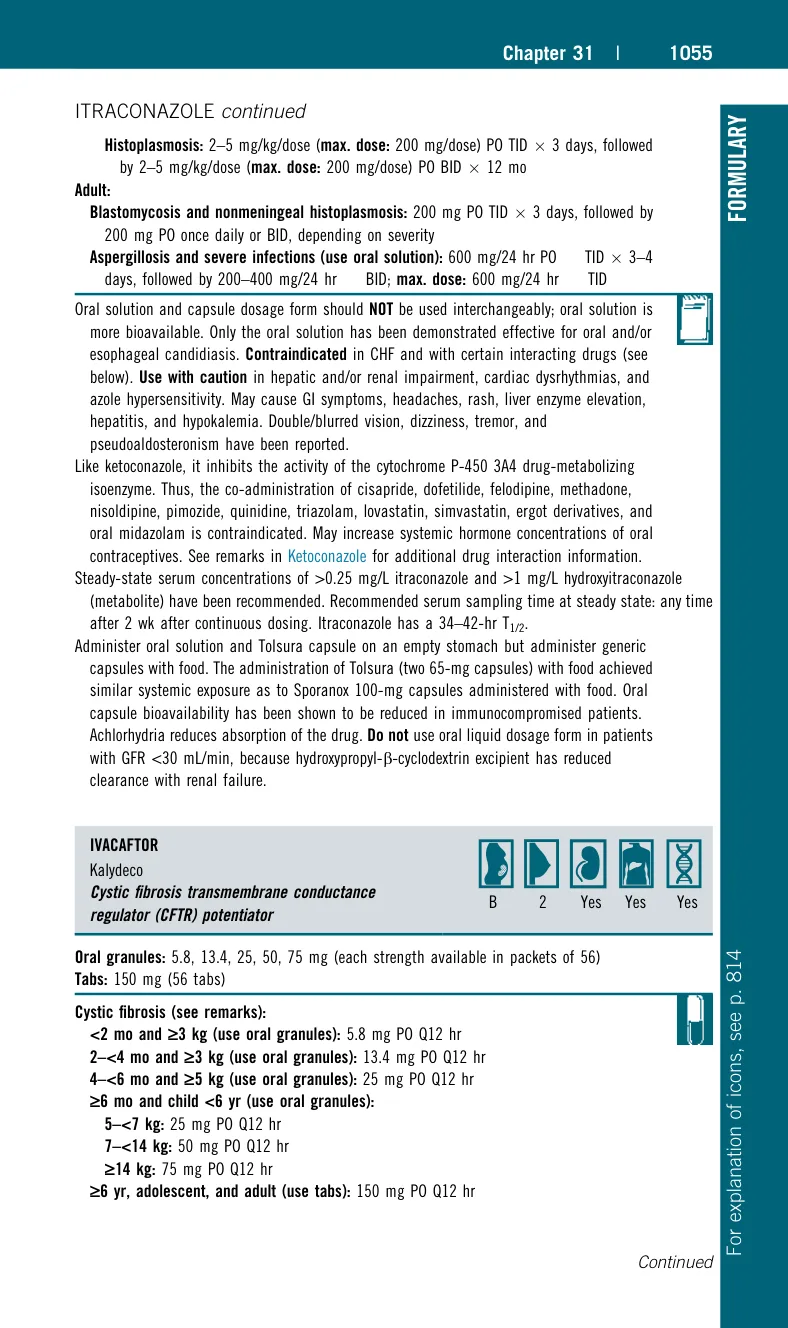 Chapter 31 | 1055
ITRACONAZOLE continued
Histoplasmosis: 2–5 mg/kg/dose (max. dose: 200 mg/dose) PO TID × 3 days, followed
by 2–5 mg/kg/dose (max. dose: 200 mg/dose) PO BID × 12 mo
Adult:
Blastomycosis and nonmeningeal histoplasmosis: 200 mg PO TID × 3 days, followed by
200 mg PO once daily or BID, depending on severity
Aspergillosis and severe infections (use oral solution): 600 mg/24 hr PO TID × 3–4
days, followed by 200–400 mg/24 hr BID; max. dose: 600 mg/24 hr TID
Oral solution and capsule dosage form should NOT be used interchangeably; oral solution is
more bioavailable. Only the oral solution has been demonstrated effective for oral and/or
esophageal candidiasis. Contraindicated in CHF and with certain interacting drugs (see
below). Use with caution in hepatic and/or renal impairment, cardiac dysrhythmias, and
azole hypersensitivity. May cause GI symptoms, headaches, rash, liver enzyme elevation,
hepatitis, and hypokalemia. Double/blurred vision, dizziness, tremor, and
pseudoaldosteronism have been reported.
Like ketoconazole, it inhibits the activity of the cytochrome P-450 3A4 drug-metabolizing
isoenzyme. Thus, the co-administration of cisapride, dofetilide, felodipine, methadone,
nisoldipine, pimozide, quinidine, triazolam, lovastatin, simvastatin, ergot derivatives, and
oral midazolam is contraindicated. May increase systemic hormone concentrations of oral
contraceptives. See remarks in Ketoconazole for additional drug interaction information.
Steady-state serum concentrations of >0.25 mg/L itraconazole and >1 mg/L hydroxyitraconazole
(metabolite) have been recommended. Recommended serum sampling time at steady state: any time
after 2 wk after continuous dosing. Itraconazole has a 34–42-hr T1/2.
Administer oral solution and Tolsura capsule on an empty stomach but administer generic
capsules with food. The administration of Tolsura (two 65-mg capsules) with food achieved
similar systemic exposure as to Sporanox 100-mg capsules administered with food. Oral
capsule bioavailability has been shown to be reduced in immunocompromised patients.
Achlorhydria reduces absorption of the drug. Do not use oral liquid dosage form in patients
with GFR <30 mL/min, because hydroxypropyl-β-cyclodextrin excipient has reduced
clearance with renal failure.
IVACAFTOR
Kalydeco
Cystic fibrosis transmembrane conductance
regulator (CFTR) potentiator
B 2 Yes Yes Yes
Oral granules: 5.8, 13.4, 25, 50, 75 mg (each strength available in packets of 56)
Tabs: 150 mg (56 tabs)
Cystic fibrosis (see remarks):
<2 mo and ≥3 kg (use oral granules): 5.8 mg PO Q12 hr
2–<4 mo and ≥3 kg (use oral granules): 13.4 mg PO Q12 hr
4–<6 mo and ≥5 kg (use oral granules): 25 mg PO Q12 hr
≥6 mo and child <6 yr (use oral granules):
5–<7 kg: 25 mg PO Q12 hr
7–<14 kg: 50 mg PO Q12 hr
≥14 kg: 75 mg PO Q12 hr
≥6 yr, adolescent, and adult (use tabs): 150 mg PO Q12 hr
Continued
FORMULARY
For explanation of icons, see p. 814